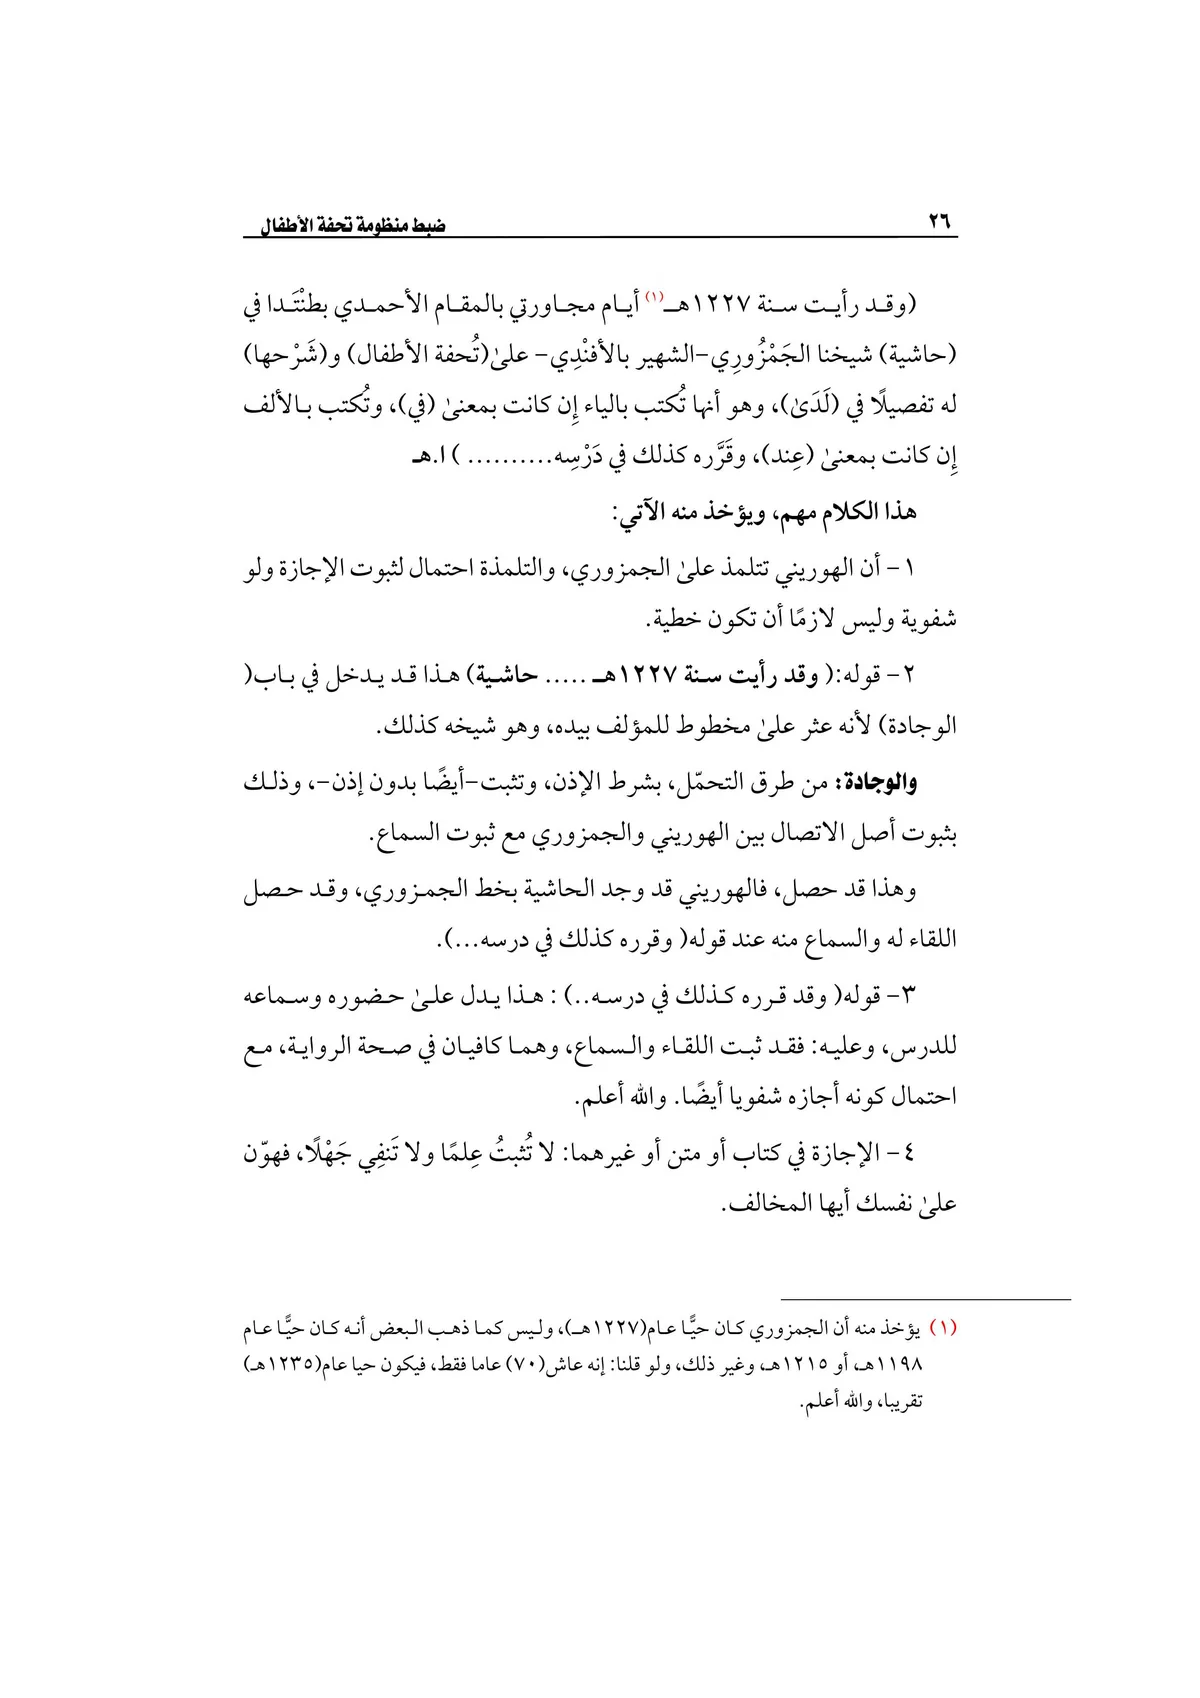 ٢٦ ضبط منظومة تحفة الأطفال
(وقد رأيت سنة ١٢٢٧هـ(١) أيام مجاورتي بالمقام الأحمدي بطنْتَدا في
(حاشية) شيخنا الجَمْزُورِي-الشهير بالأفنْدِي- علىٰ(تُحفة الأطفال) و(شَرْحها)
له تفصيلًا في (لَدَىٰ)، وهو أنها تُكتب بالياء إِن كانت بمعنىٰ (في)، وتُكتب بالألف
إِن كانت بمعنىٰ (عِند)، وقَرَّره كذلك في دَرْسِه.......... ) ا.هـ
هذا الكلام مهم، ويؤخذ منه الآتي:
١- أن الهوريني تتلمذ علىٰ الجمزوري، والتلمذة احتمال لثبوت الإجازة ولو
شفوية وليس لازمًا أن تكون خطية.
٢- قوله:( وقد رأيت سنة ١٢٢٧هـ ..... حاشية) هذا قد يدخل في باب(
الوجادة) لأنه عثر علىٰ مخطوط للمؤلف بيده، وهو شيخه كذلك.
والوجادة: من طرق التحمّل، بشرط الإذن، وتثبت-أيضًا بدون إذن-، وذلك
بثبوت أصل الاتصال بين الهوريني والجمزوري مع ثبوت السماع.
وهذا قد حصل، فالهوريني قد وجد الحاشية بخط الجمزوري، وقد حصل
اللقاء له والسماع منه عند قوله( وقرره كذلك في درسه...).
٣- قوله( وقد قرره كذلك في درسه..) : هذا يدل علىٰ حضوره وسماعه
للدرس، وعليه: فقد ثبت اللقاء والسماع، وهما كافيان في صحة الرواية، مع
احتمال كونه أجازه شفويا أيضًا. والله أعلم.
٤- الإجازة في كتاب أو متن أو غيرهما: لا تُثبتُ عِلمًا ولا تَنفِي جَهْلًا، فهوّن
علىٰ نفسك أيها المخالف.
(١) يؤخذ منه أن الجمزوري كان حيًّا عام(١٢٢٧هـ)، وليس كما ذهب البعض أنه كان حيًّا عام
١١٩٨هـ، أو ١٢١٥هـ، وغير ذلك، ولو قلنا: إنه عاش(٧٠) عاما فقط، فيكون حيا عام(١٢٣٥هـ)
تقريبا، والله أعلم.